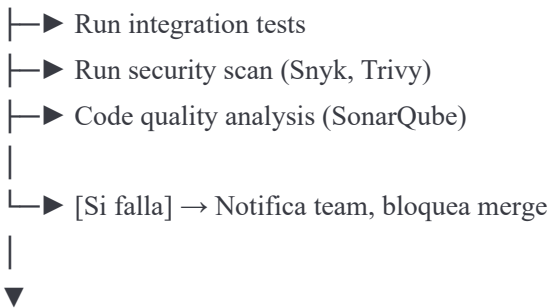 ├─► Run integration tests
├─► Run security scan (Snyk, Trivy)
├─► Code quality analysis (SonarQube)
│
└─► [Si falla] → Notifica team, bloquea merge
│
▼